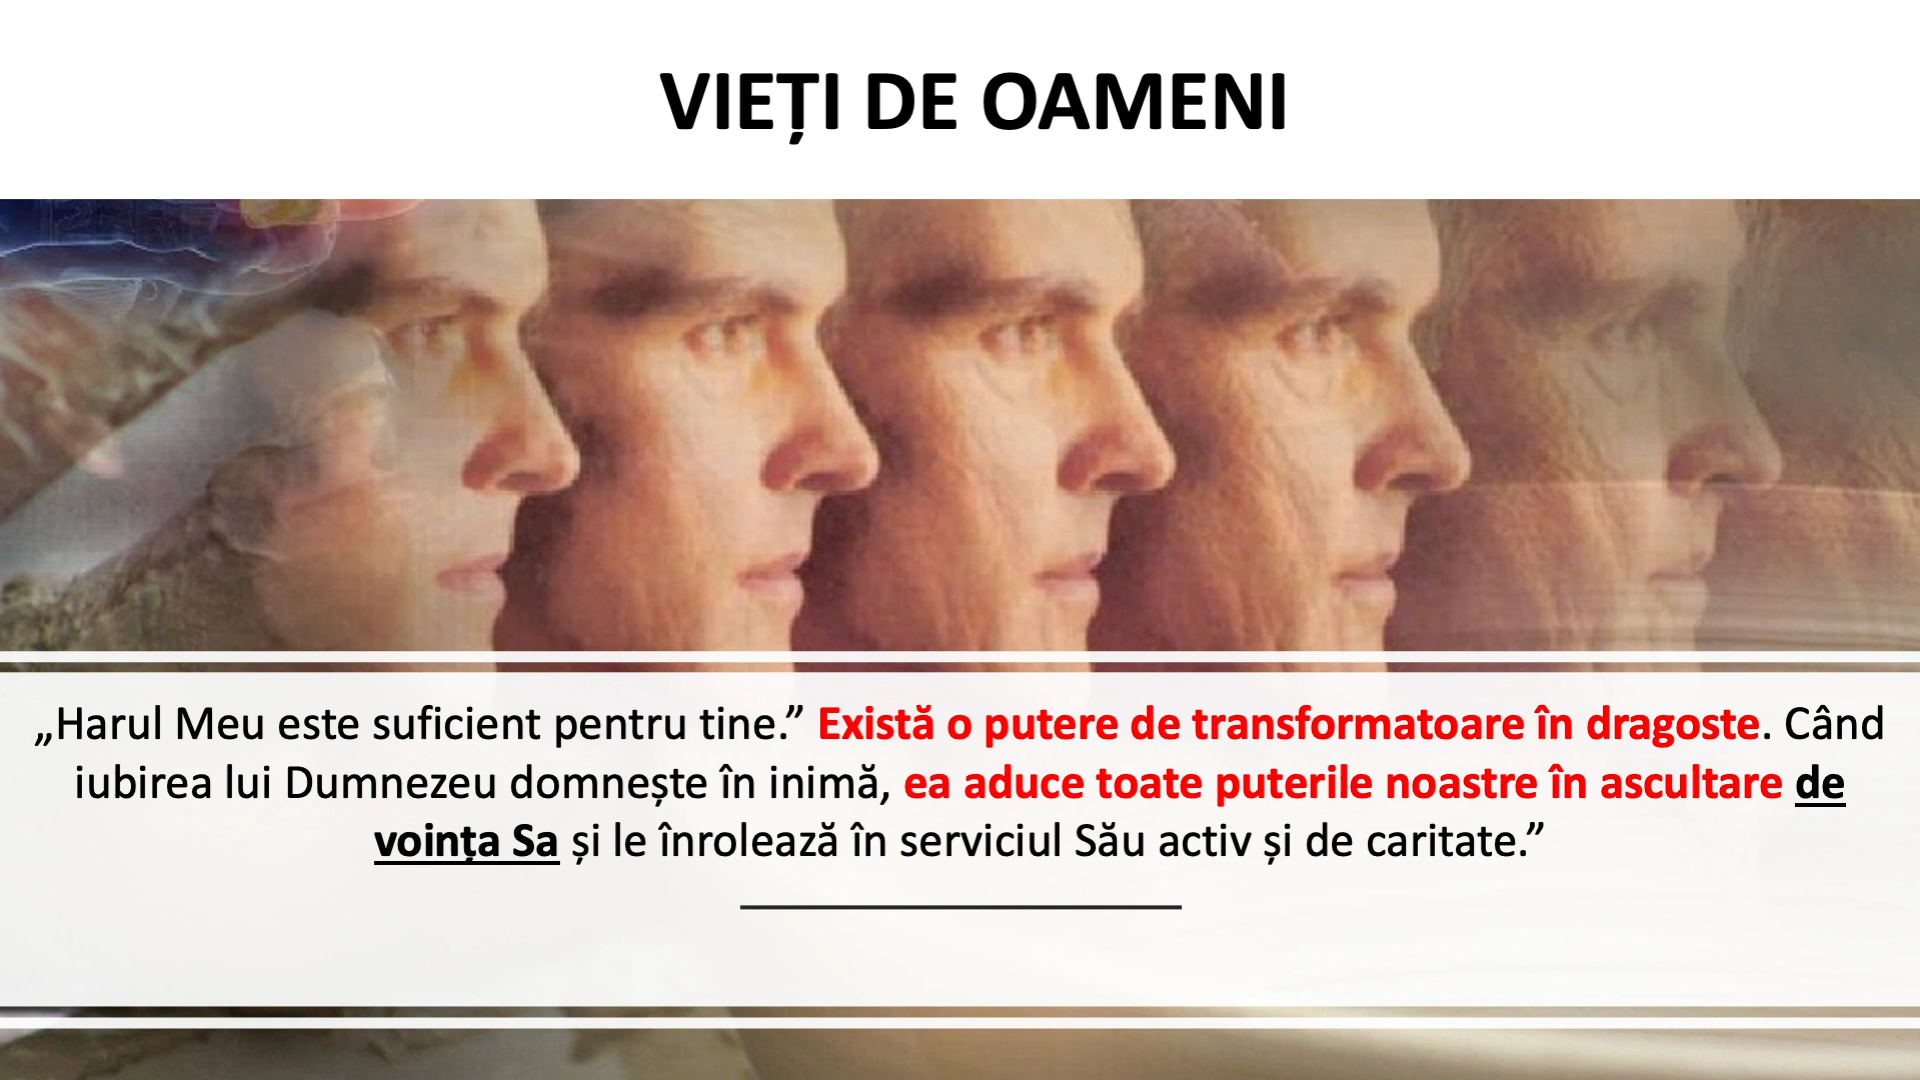 VIEȚI DE OAMENI
„Harul Meu este suficient pentru tine.” Există o putere de transformatoare în dragoste. Când
iubirea lui Dumnezeu domnește în inimă, ea aduce toate puterile noastre în ascultare de
voința Sa și le înrolează în serviciul Său activ și de caritate.”